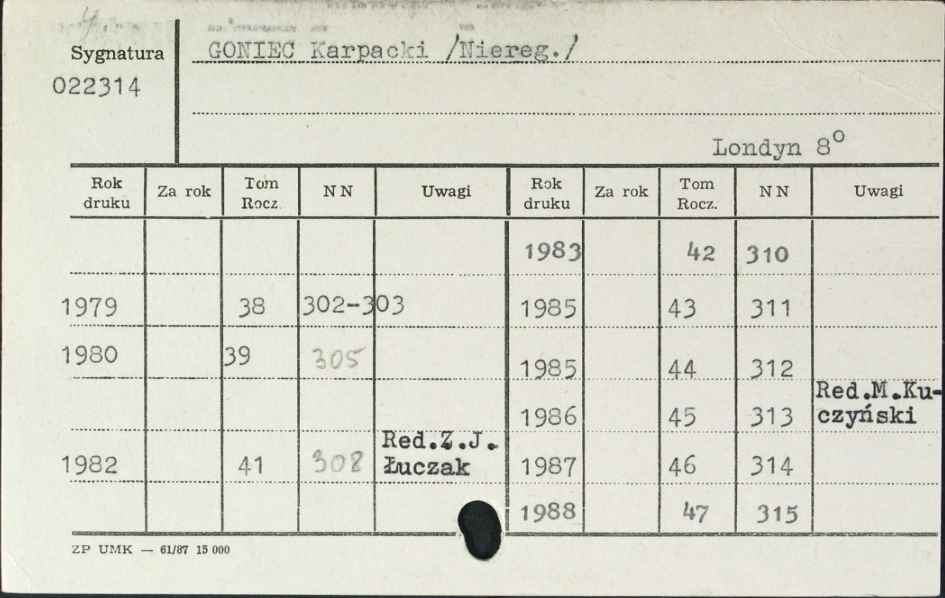 4.
Sygnatura
022314
GONIEC Karpacki /Niereg./
Londyn 8°
Rok druku Za rok Tom Rocz. NN Uwagi Rok druku Za rok Tom Rocz. NN Uwagi
1983 42 310
1979 38 302-303 1985 43 311
1980 39 305 1985 44 312
1986 45 313 Red.M.Ku-
czyński
1982 41 308 Red.Z.J.
Łuczak 1987 46 314
1988 47 315
ZP UMK — 61/87 15 000